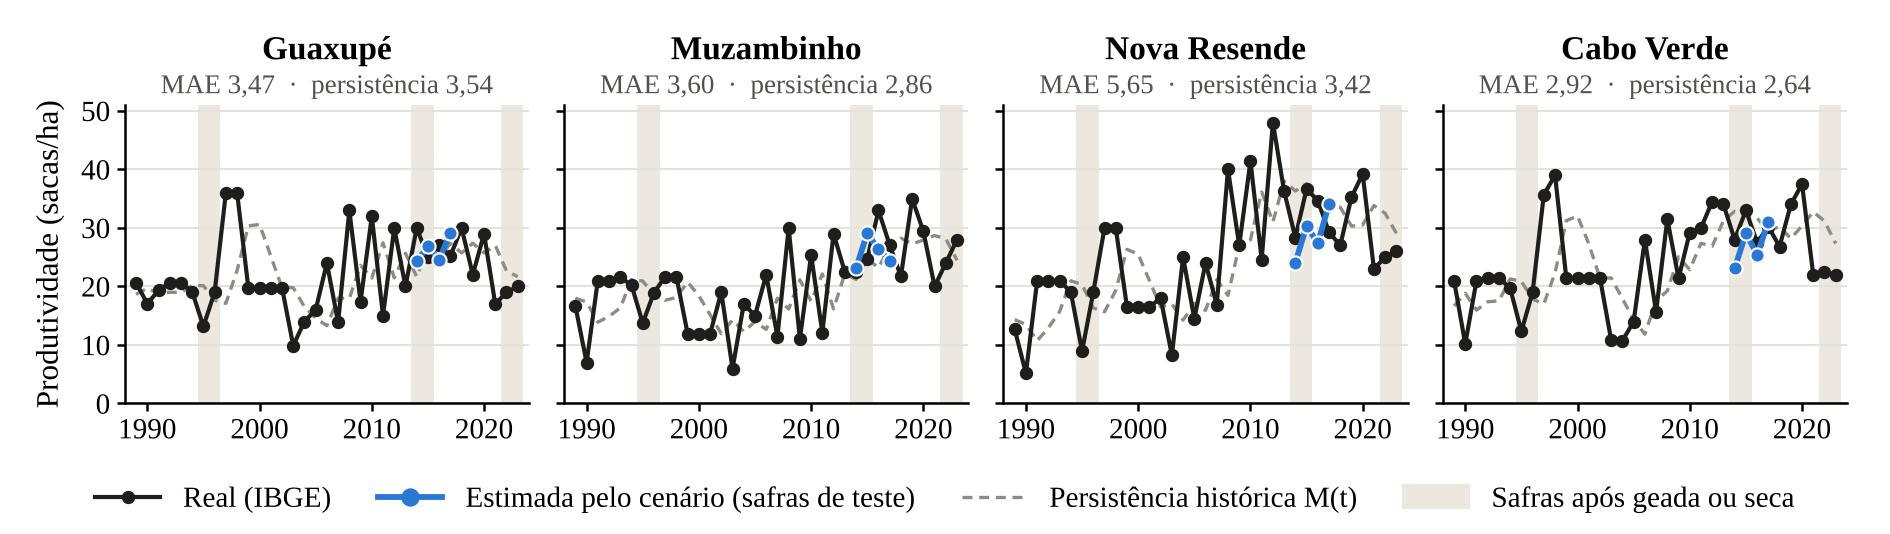 Guaxupé
MAE 3,47 · persistência 3,54
Muzambinho
MAE 3,60 · persistência 2,86
Nova Resende
MAE 5,65 · persistência 3,42
Cabo Verde
MAE 2,92 · persistência 2,64
Produtividade (sacas/ha)
50
40
30
20
10
0
1990 2000 2010 2020
1990 2000 2010 2020
1990 2000 2010 2020
1990 2000 2010 2020
Real (IBGE)
Estimada pelo cenário (safras de teste)
Persistência histórica M(t)
Safras após geada ou seca